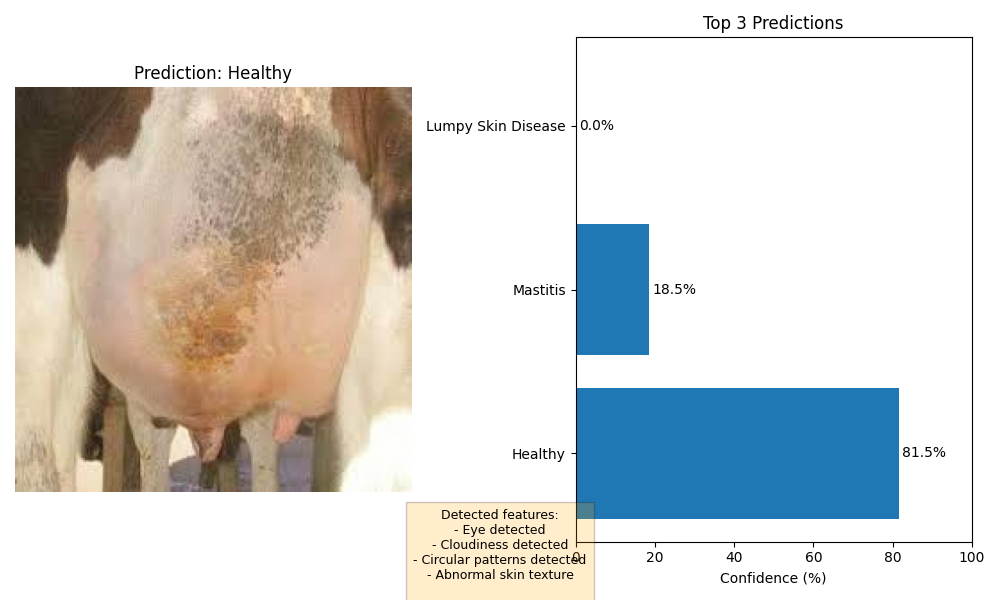 Prediction: Healthy
Top 3 Predictions
Lumpy Skin Disease
0.0%
Mastitis
18.5%
Healthy
81.5%
0
20
40
60
80
100
Confidence (%)
Detected features:
- Eye detected
- Cloudiness detected
- Circular patterns detected
- Abnormal skin texture